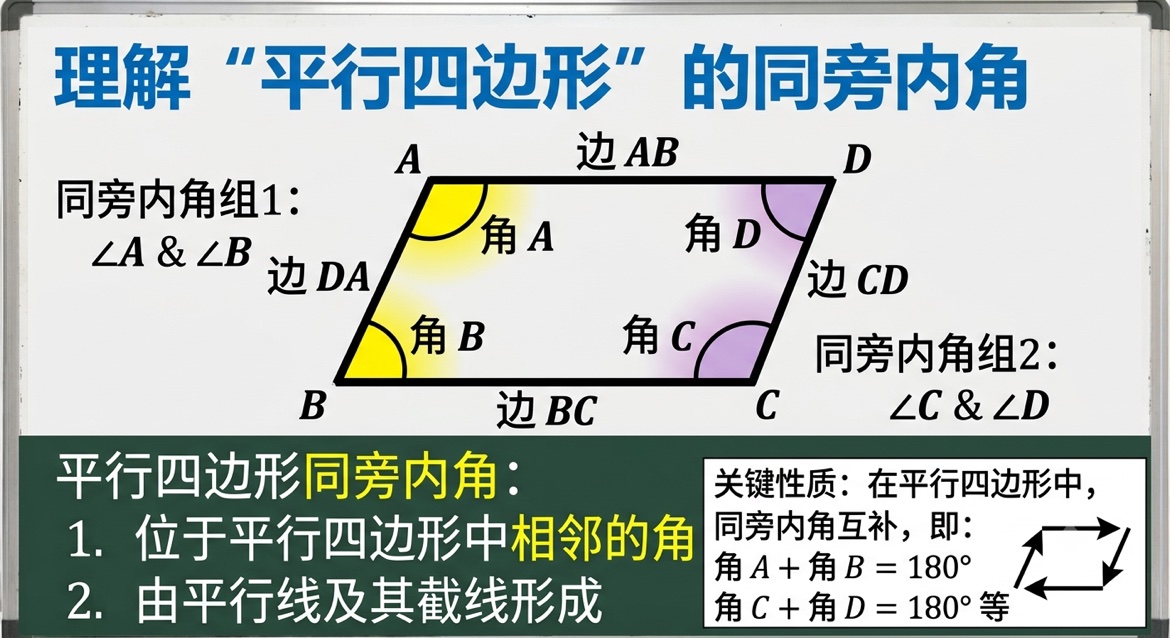 理解“平行四边形”的同旁内角
A
边 AB
D
同旁内角组1：
∠A & ∠B
角 A
角 D
边 DA
边 CD
角 B
角 C
同旁内角组2：
∠C & ∠D
B
边 BC
C
平行四边形同旁内角：
1. 位于平行四边形中相邻的角
2. 由平行线及其截线形成
关键性质：在平行四边形中，
同旁内角互补，即：
角 A + 角 B = 180°
角 C + 角 D = 180° 等